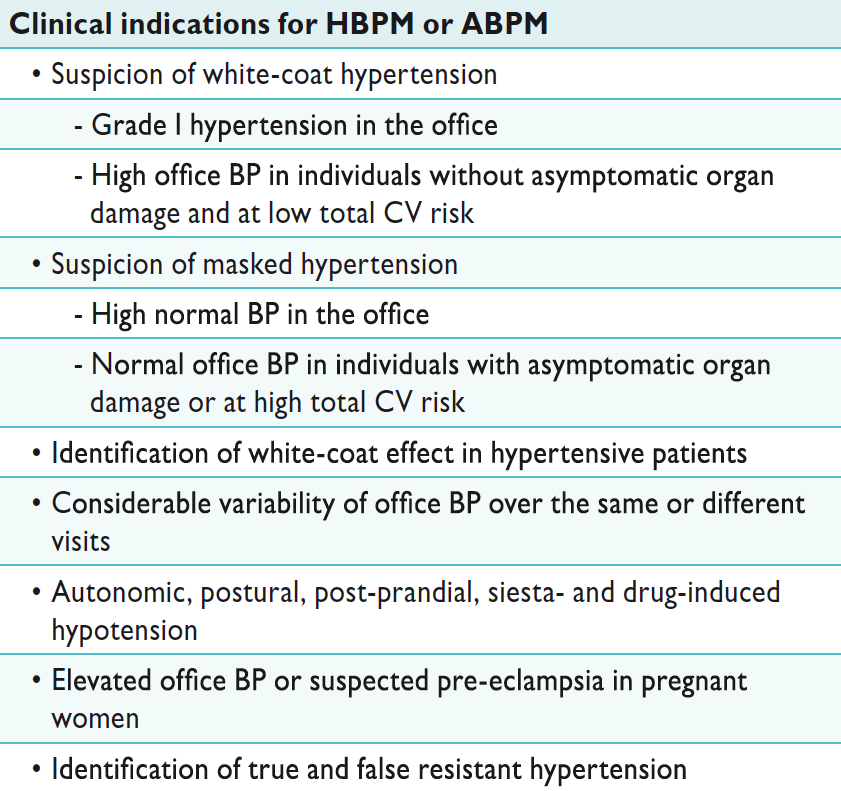 Clinical indications for HBPM or ABPM
• Suspicion of white-coat hypertension
- Grade I hypertension in the office
- High office BP in individuals without asymptomatic organ
damage and at low total CV risk
• Suspicion of masked hypertension
- High normal BP in the office
- Normal office BP in individuals with asymptomatic organ
damage or at high total CV risk
• Identification of white-coat effect in hypertensive patients
• Considerable variability of office BP over the same or different
visits
• Autonomic, postural, post-prandial, siesta- and drug-induced
hypotension
• Elevated office BP or suspected pre-eclampsia in pregnant
women
• Identification of true and false resistant hypertension